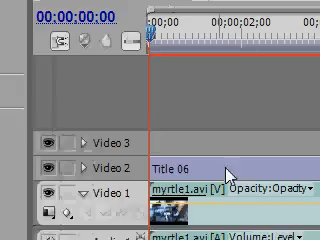 00:00:00:00
:00;00 00;00;02;00 00;
Video 3
Video 2 Title 06
Video 1 myrtle1.avi [V] Opacity:Opacity
myrtle1.avi [A] Volume:Level